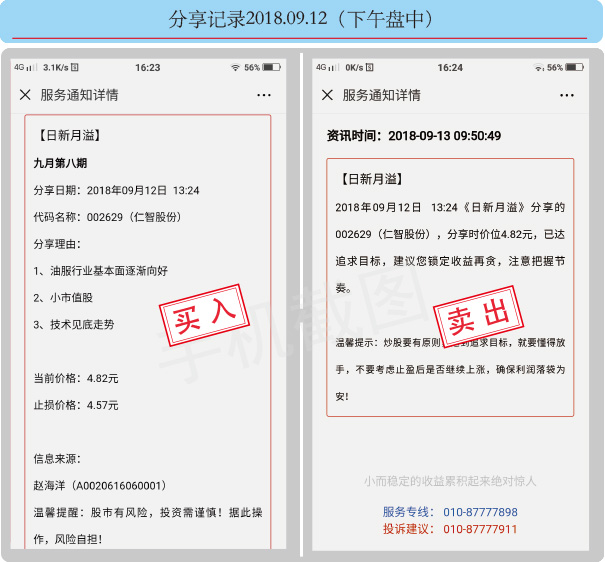 分享记录2018.09.12（下午盘中）
4G 3.1K/s 16:23 56%
服务通知详情
【日新月溢】
九月第八期
分享日期：2018年09月12日 13:24
代码名称：002629（仁智股份）
分享理由：
1、油服行业基本面逐渐向好
2、小市值股
3、技术见底走势
买入
当前价格：4.82元
止损价格：4.57元
信息来源：
赵海洋（A0020616060001）
温馨提醒：股市有风险，投资需谨慎！据此操
作，风险自担！
4G 0K/s 16:24 56%
服务通知详情
资讯时间：2018-09-13 09:50:49
【日新月溢】
2018年09月12日 13:24《日新月溢》分享的
002629（仁智股份），分享时价位4.82元，已达
追求目标，建议您锁定收益再贪，注意把握节
奏。
卖出
温馨提示：炒股要有原则 到追求目标，就要懂得放
手，不要考虑止盈后是否继续上涨，确保利润落袋为
安！
小而稳定的收益累积起来绝对惊人
服务专线： 010-87777898
投诉建议： 010-87777911
手机截图